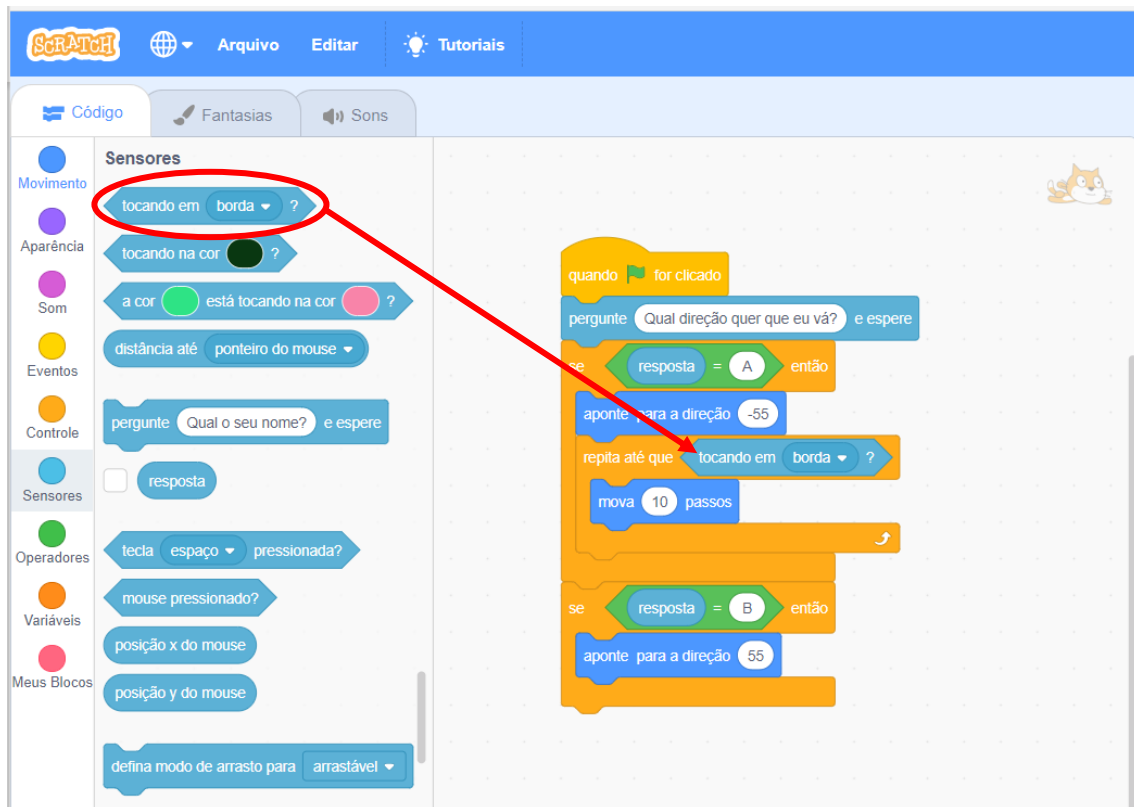 SCRATCH Arquivo Editar Tutoriais
Código Fantasias Sons
Movimento
Aparência
Som
Eventos
Controle
Sensores
Operadores
Variáveis
Meus Blocos
Sensores
tocando em borda ?
tocando na cor ?
a cor está tocando na cor ?
distância até ponteiro do mouse
pergunte Qual o seu nome? e espere
resposta
tecla espaço pressionada?
mouse pressionado?
posição x do mouse
posição y do mouse
defina modo de arrasto para arrastável
quando for clicado
pergunte Qual direção quer que eu vá? e espere
se resposta = A então
aponte para a direção -55
repita até que tocando em borda ?
mova 10 passos
se resposta = B então
aponte para a direção 55